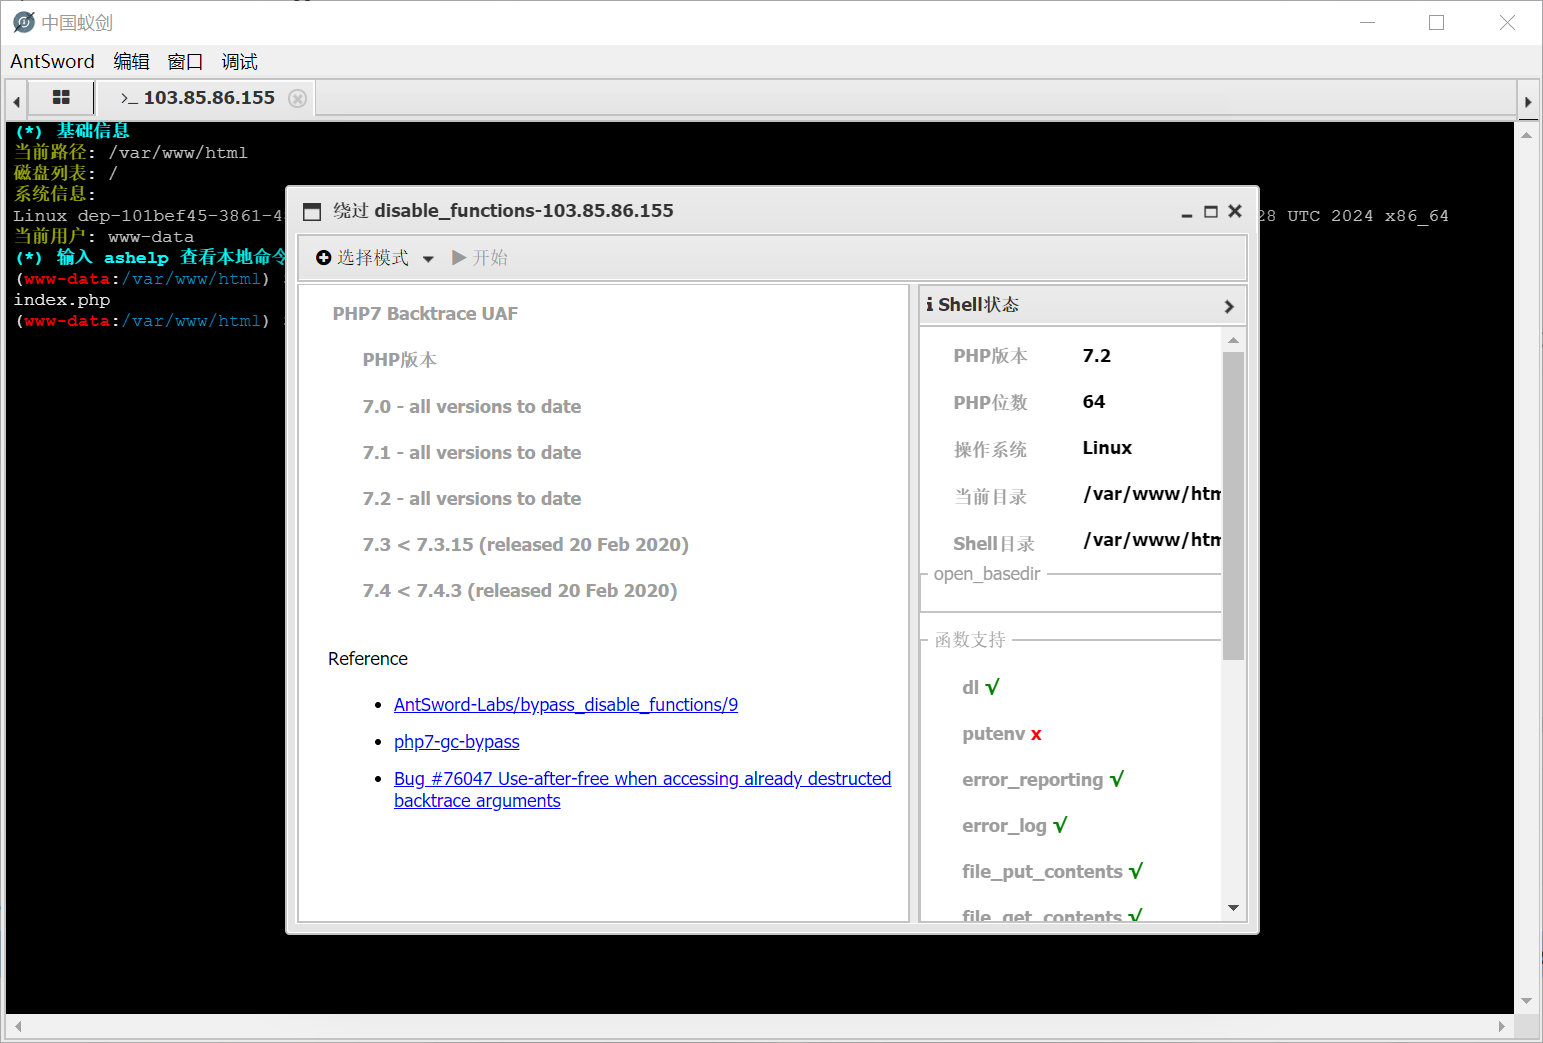 中国蚁剑
AntSword 编辑 窗口 调试
>_ 103.85.86.155
(*) 基础信息
当前路径: /var/www/html
磁盘列表: /
系统信息:
Linux dep-101bef45-3861-4
28 UTC 2024 x86_64
当前用户: www-data
(*) 输入 ashelp 查看本地命令
(www-data:/var/www/html)
index.php
(www-data:/var/www/html)
绕过 disable_functions-103.85.86.155
选择模式 开始
PHP7 Backtrace UAF
PHP版本
7.0 - all versions to date
7.1 - all versions to date
7.2 - all versions to date
7.3 < 7.3.15 (released 20 Feb 2020)
7.4 < 7.4.3 (released 20 Feb 2020)
Reference
AntSword-Labs/bypass_disable_functions/9
php7-gc-bypass
Bug #76047 Use-after-free when accessing already destructed
backtrace arguments
Shell状态
PHP版本 7.2
PHP位数 64
操作系统 Linux
当前目录 /var/www/htm
Shell目录 /var/www/htm
open_basedir
函数支持
dl √
putenv x
error_reporting √
error_log √
file_put_contents √
file_get_contents √